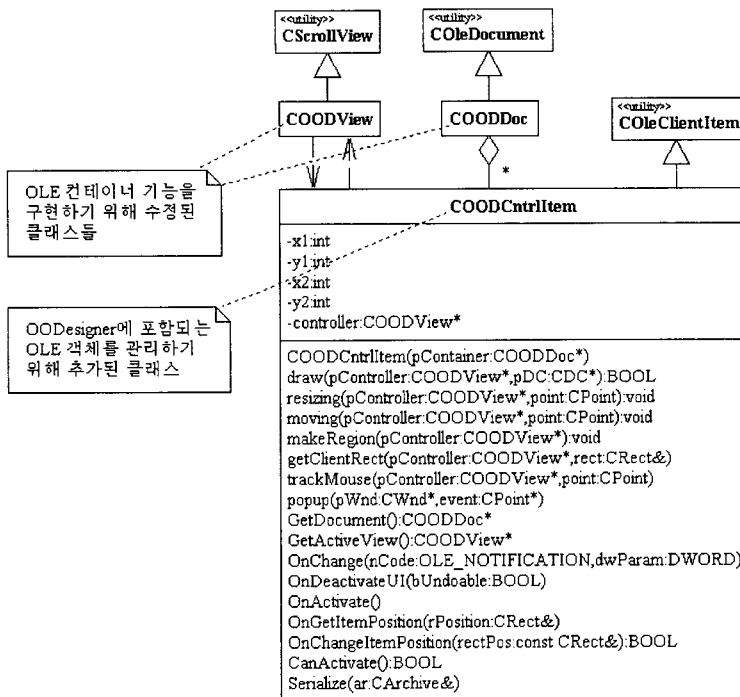 <<utility>>
CScrollView
<<utility>>
COleDocument
<<utility>>
COleClientItem
COODView
COODDoc
*
OLE 컨테이너 기능을
구현하기 위해 수정된
클래스들
OODesigner에 포함되는
OLE 객체를 관리하기
위해 추가된 클래스
COODCntrlItem
-x1:int
-y1:int
-x2:int
-y2:int
-controller:COODView*
COODCntrlItem(pContainer:COODDoc*)
draw(pController:COODView*,pDC:CDC*):BOOL
resizing(pController:COODView*,point:CPoint):void
moving(pController:COODView*,point:CPoint):void
makeRegion(pController:COODView*):void
getClientRect(pController:COODView*,rect:CRect&)
trackMouse(pController:COODView*,point:CPoint)
popup(pWnd:CWnd*,event:CPoint*)
GetDocument():COODDoc*
GetActiveView():COODView*
OnChange(nCode:OLE_NOTIFICATION,dwParam:DWORD)
OnDeactivateUI(bUndoable:BOOL)
OnActivate()
OnGetItemPosition(rPosition:CRect&)
OnChangeItemPosition(rectPos:const CRect&):BOOL
CanActivate():BOOL
Serialize(ar:CArchive&)